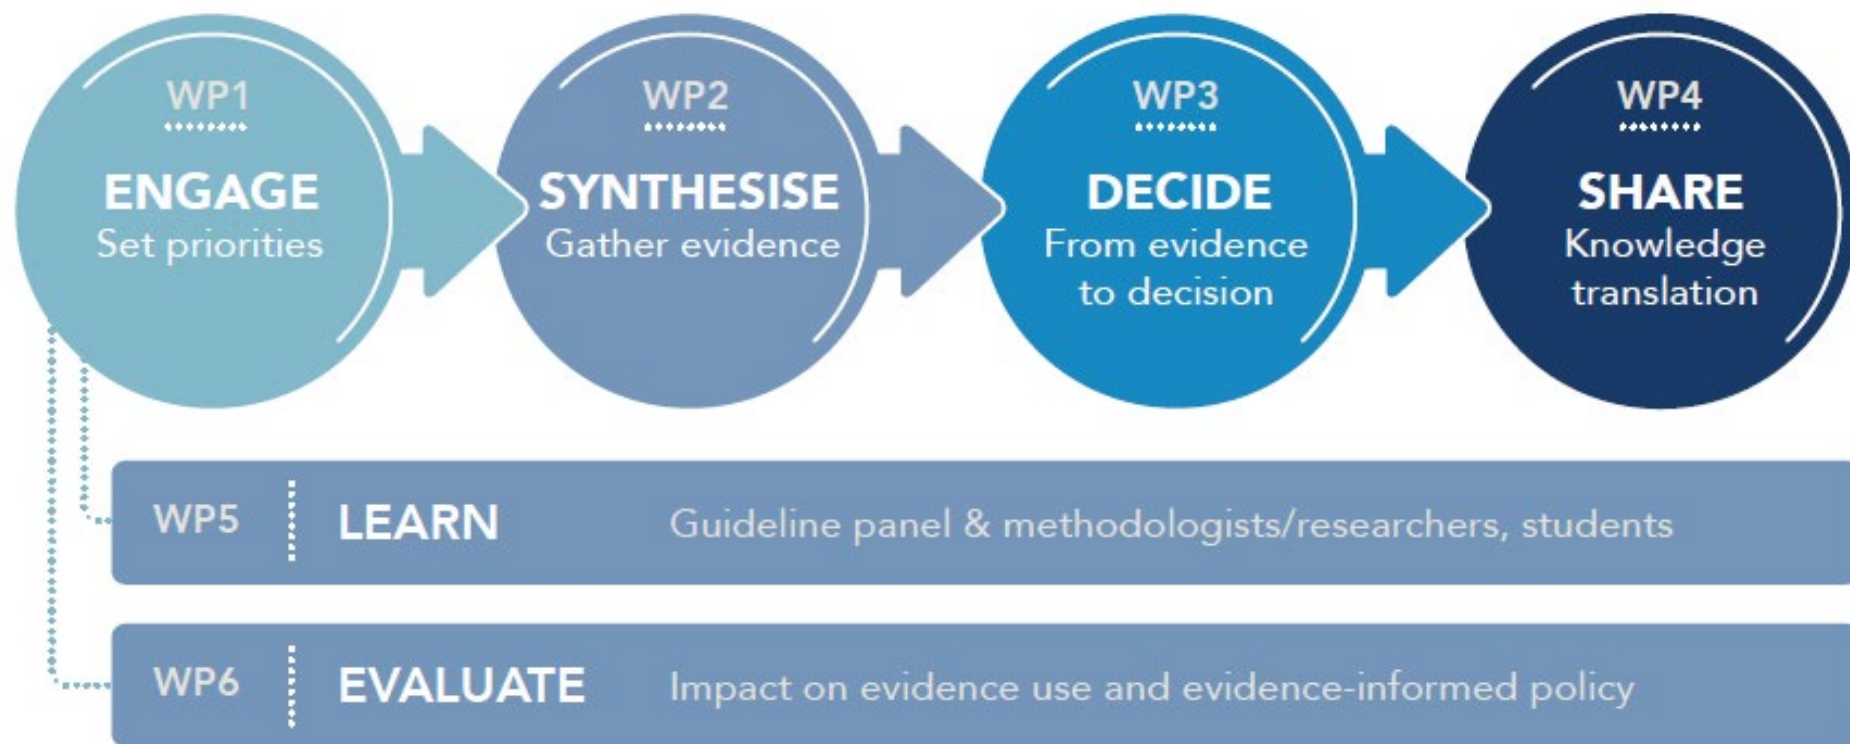 WP1
ENGAGE
Set priorities
WP2
SYNTHESISE
Gather evidence
WP3
DECIDE
From evidence
to decision
WP4
SHARE
Knowledge
translation
WP5 LEARN Guideline panel & methodologists/researchers, students
WP6 EVALUATE Impact on evidence use and evidence-informed policy